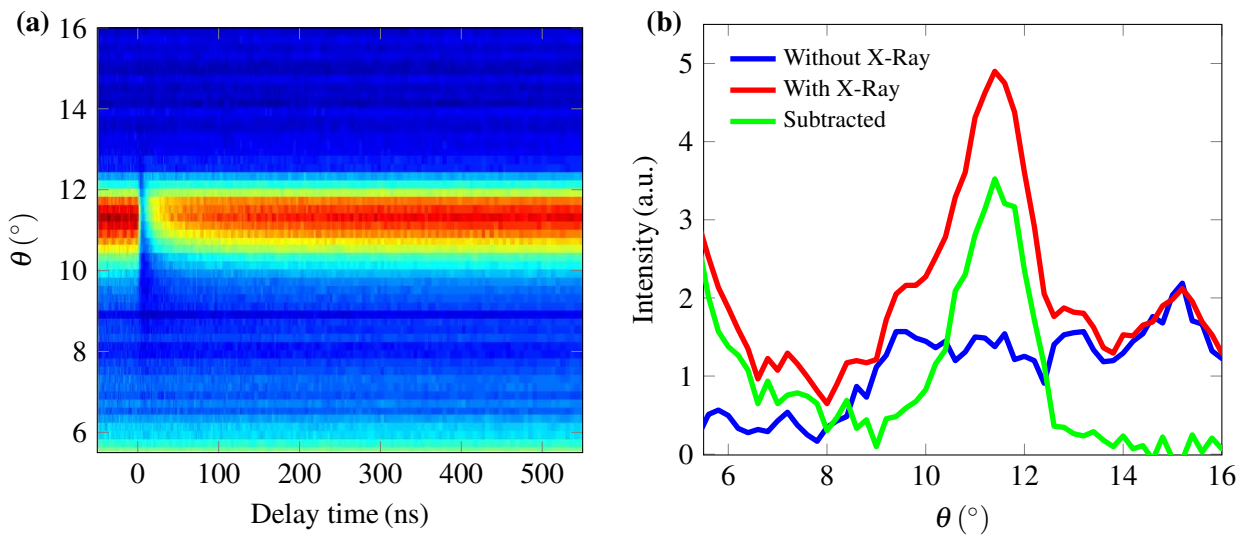 (a)
16
14
12
10
8
6
θ (°)
0 100 200 300 400 500
Delay time (ns)
(b)
5
4
3
2
1
0
Intensity (a.u.)
Without X-Ray
With X-Ray
Subtracted
6 8 10 12 14 16
θ (°)